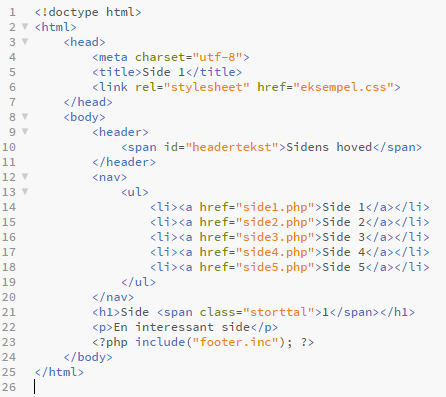 1 <!doctype html>
2 <html>
3 <head>
4 <meta charset="utf-8">
5 <title>Side 1</title>
6 <link rel="stylesheet" href="eksempel.css">
7 </head>
8 <body>
9 <header>
10 <span id="headertekst">Sidens hoved</span>
11 </header>
12 <nav>
13 <ul>
14 <li><a href="side1.php">Side 1</a></li>
15 <li><a href="side2.php">Side 2</a></li>
16 <li><a href="side3.php">Side 3</a></li>
17 <li><a href="side4.php">Side 4</a></li>
18 <li><a href="side5.php">Side 5</a></li>
19 </ul>
20 </nav>
21 <h1>Side <span class="storttal">1</span></h1>
22 <p>En interessant side</p>
23 <?php include("footer.inc"); ?>
24 </body>
25 </html>
26